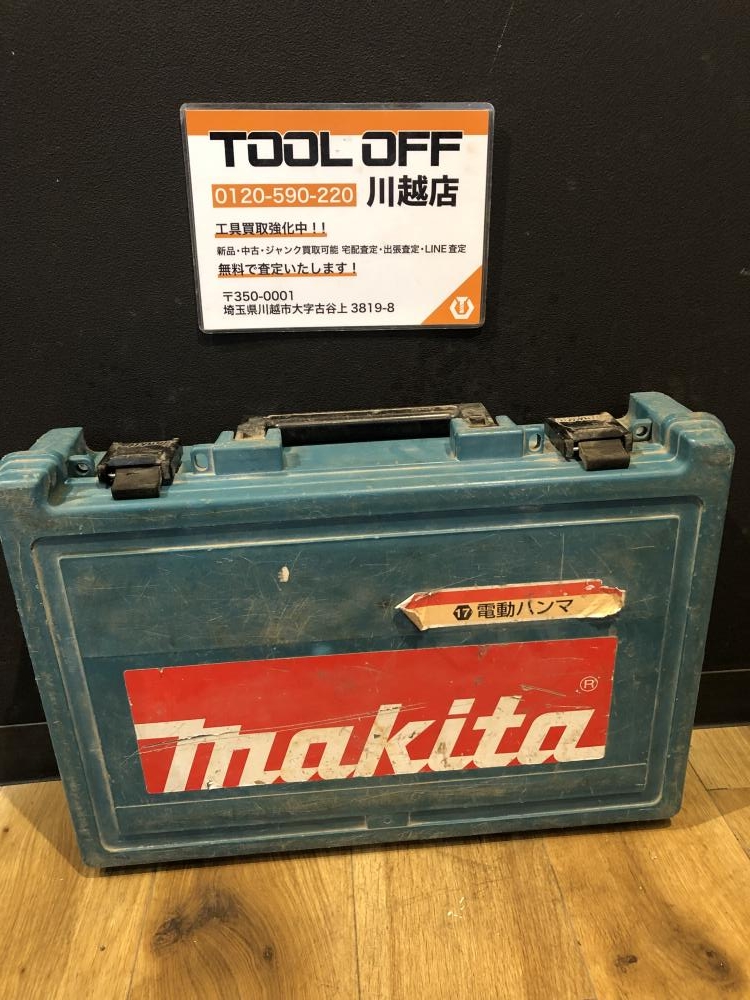 TOOL OFF
0120-590-220 川越店
工具買取強化中！！
新品・中古・ジャンク買取可能 宅配査定・出張査定・LINE査定
無料で査定いたします！
〒350-0001
埼玉県川越市大字古谷上 3819-8
⑰ 電動ハンマ
makita ®